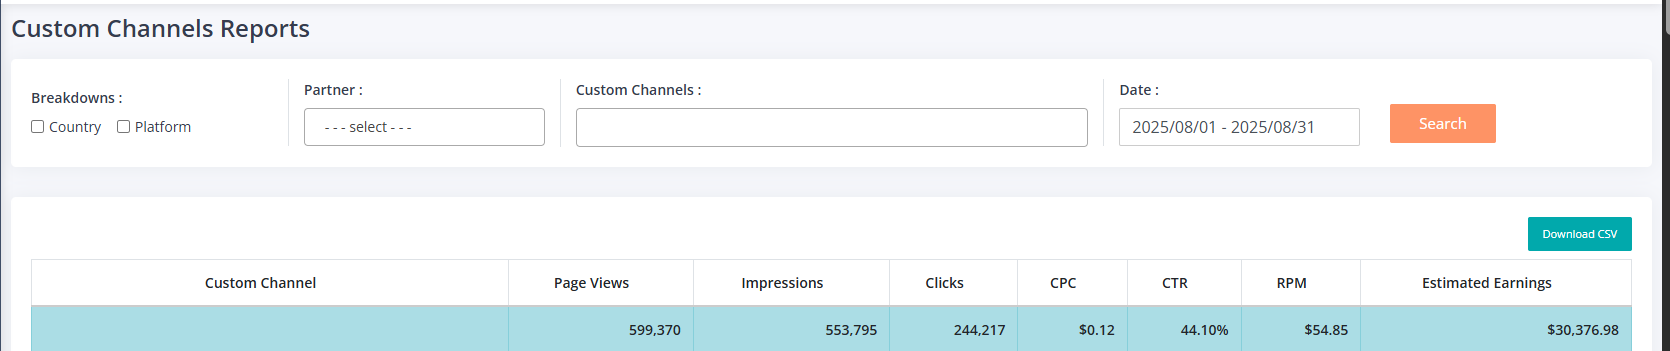 Custom Channels Reports
Breakdowns :
Country Platform
Partner :
- - - select - - -
Custom Channels :
Date :
2025/08/01 - 2025/08/31
Search
Download CSV
Custom Channel Page Views Impressions Clicks CPC CTR RPM Estimated Earnings
599,370 553,795 244,217 $0.12 44.10% $54.85 $30,376.98